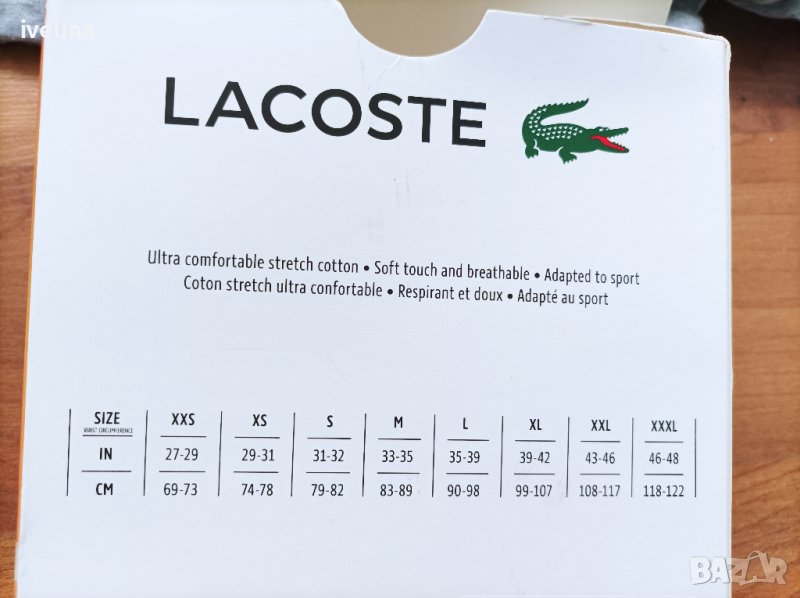 ivelina
LACOSTE
Ultra comfortable stretch cotton • Soft touch and breathable • Adapted to sport
Coton stretch ultra confortable • Respirant et doux • Adapté au sport
SIZE XXS XS S M L XL XXL XXXL
WAIST CIRCUMFERENCE
IN 27-29 29-31 31-32 33-35 35-39 39-42 43-46 46-48
CM 69-73 74-78 79-82 83-89 90-98 99-107 108-117 118-122
BAZAR